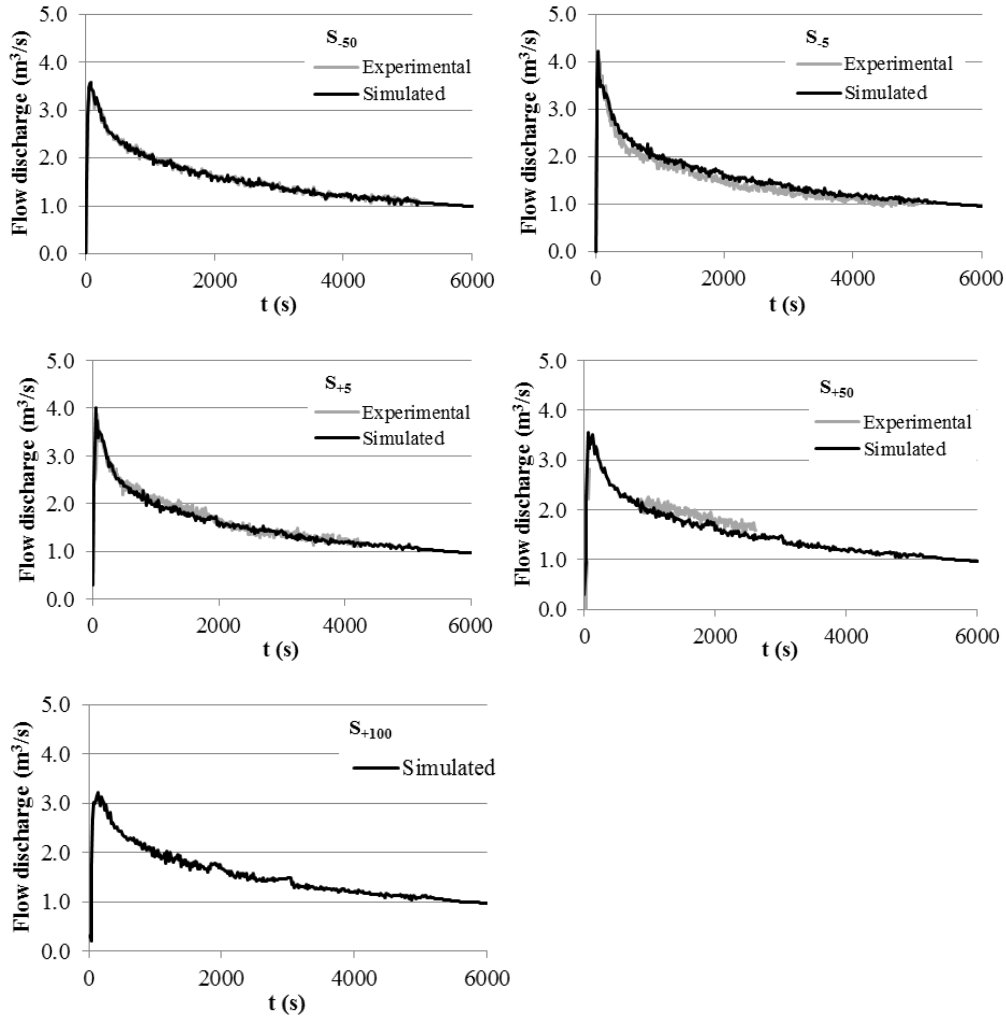 S-50
Experimental
Simulated
Flow discharge (m³/s)
5.0
4.0
3.0
2.0
1.0
0.0
0
2000
4000
6000
t (s)
S-5
Experimental
Simulated
Flow discharge (m³/s)
5.0
4.0
3.0
2.0
1.0
0.0
0
2000
4000
6000
t (s)
S+5
Experimental
Simulated
Flow discharge (m³/s)
5.0
4.0
3.0
2.0
1.0
0.0
0
2000
4000
6000
t (s)
S+50
Experimental
Simulated
Flow discharge (m³/s)
5.0
4.0
3.0
2.0
1.0
0.0
0
2000
4000
6000
t (s)
S+100
Simulated
Flow discharge (m³/s)
5.0
4.0
3.0
2.0
1.0
0.0
0
2000
4000
6000
t (s)